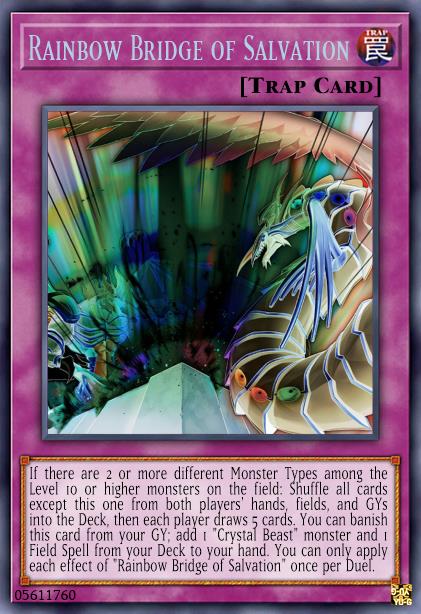 Rainbow Bridge of Salvation
TRAP
罠
[Trap Card]
If there are 2 or more different Monster Types among the
Level 10 or higher monsters on the field: Shuffle all cards
except this one from both players' hands, fields, and GYs
into the Deck, then each player draws 5 cards. You can banish
this card from your GY; add 1 "Crystal Beast" monster and 1
Field Spell from your Deck to your hand. You can only apply
each effect of "Rainbow Bridge of Salvation" once per Duel.
05611760